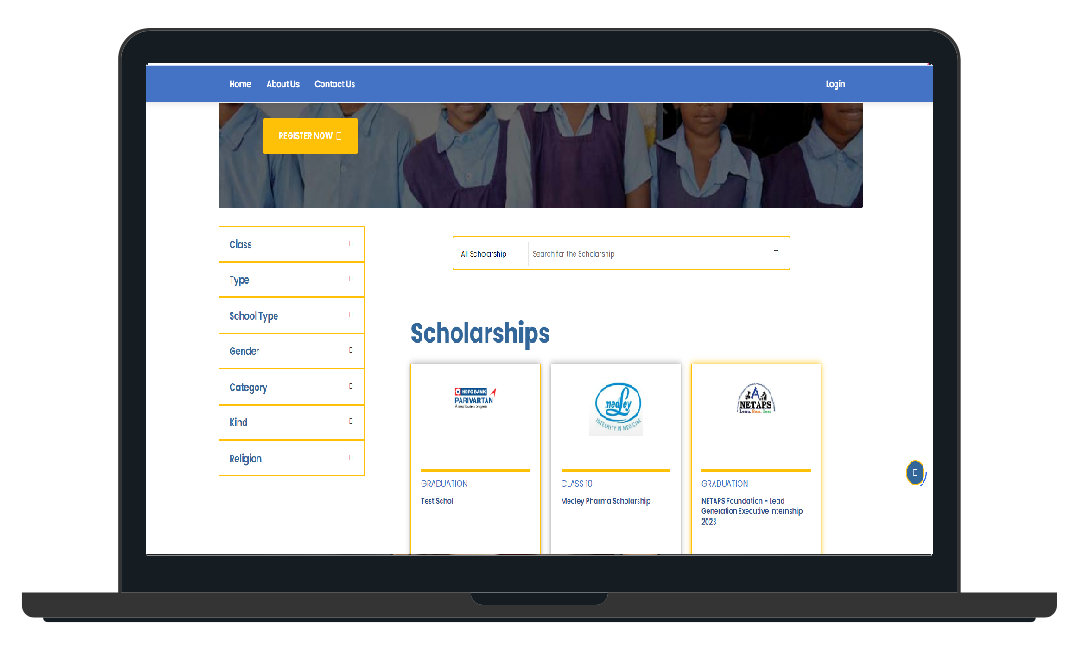 Home About Us Contact Us Login
REGISTER NOW
Class
Type
School Type
Gender
Category
Kind
Religion
All Scholarship Search for the Scholarship
Scholarships
HDFC BANK
PARIVARTAN
medley
NETAPS
GRADUATION
Test Schol
CLASS 10
Medley Pharma Scholarship
GRADUATION
NETAPS Foundation - Lead
Generation Executive Internship
2023